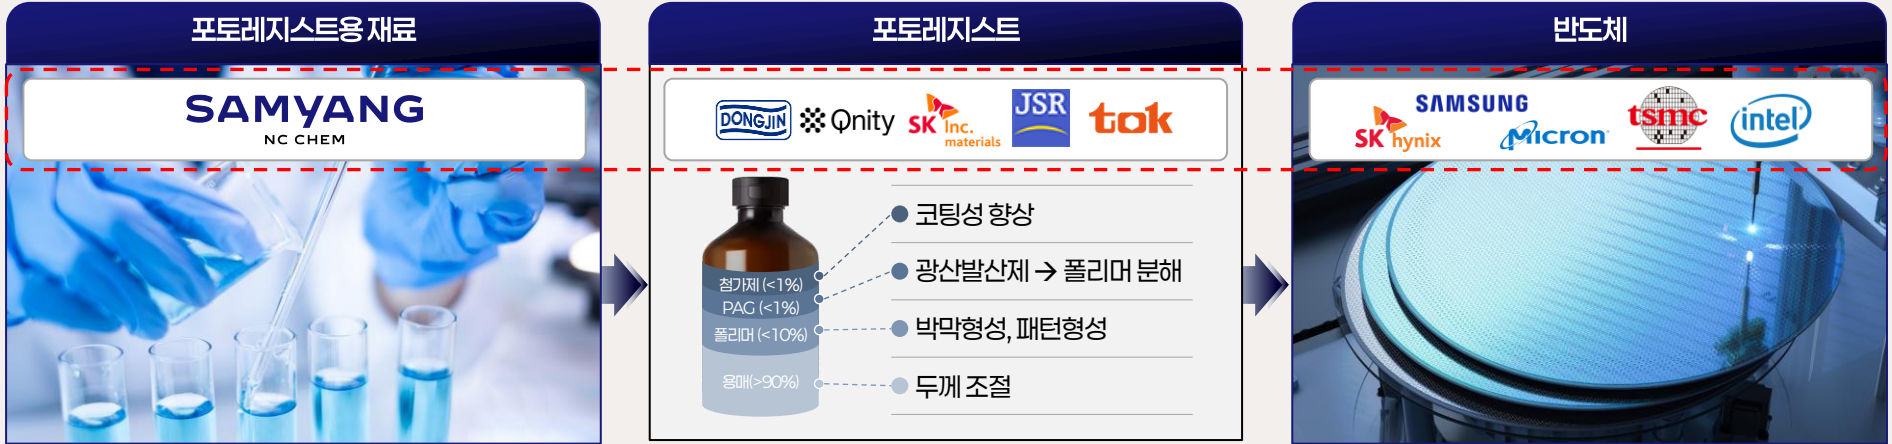 포토레지스트용 재료
SAMYANG
NC CHEM
포토레지스트
DONGJIN
Qnity
SK Inc.
materials
JSR
tok
첨가제 (<1%)
PAG (<1%)
폴리머 (<10%)
용매(>90%)
코팅성 향상
광산발산제 → 폴리머 분해
박막형성, 패턴형성
두께 조절
반도체
SAMSUNG
SK hynix
Micron
tsmc
intel